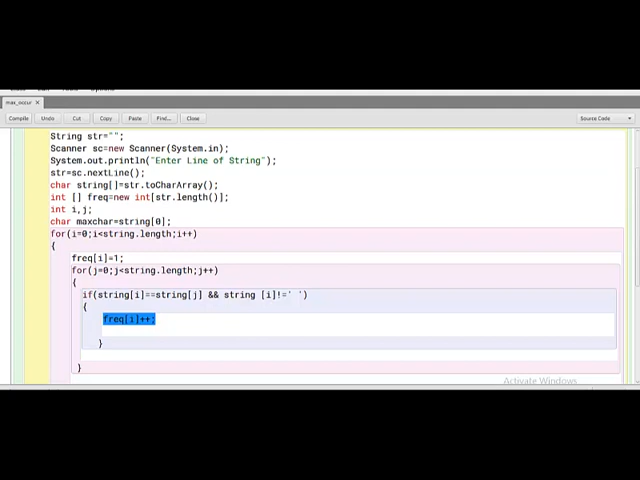 max_occur ×
Compile Undo Cut Copy Paste Find... Close Source Code
String str="";
Scanner sc=new Scanner(System.in);
System.out.println("Enter Line of String");
str=sc.nextLine();
char string[]=str.toCharArray();
int [] freq=new int[str.length()];
int i,j;
char maxchar=string[0];
for(i=0;i<string.length;i++)
{
freq[i]=1;
for(j=0;j<string.length;j++)
{
if(string[i]==string[j] && string [i]!=' ')
{
freq[i]++;
}
}
Activate Windows